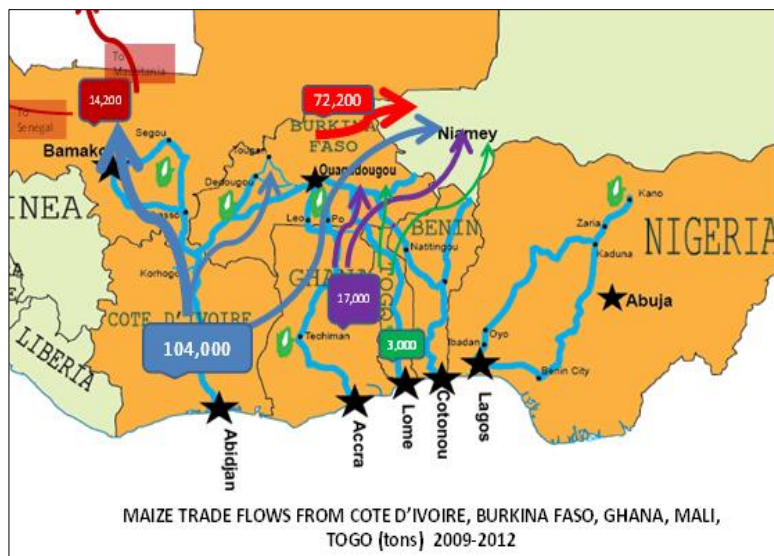 To
Mauritania
14,200
To
Senegal
72,200
BURKINA
FASO
Niamey
Bamako
Segou
Tougan
Ouagadougou
Dedougou
Kano
INEA
Leo
Po
BENIN
Zaria
NIGERIA
Natitingou
Kaduna
Korhogo
GHANA
TOGO
17,000
Abuja
COTE D'IVOIRE
LIBERIA
104,000
Techiman
3,000
Oyo
Ibadan
Benin City
Abidjan
Accra
Lome
Cotonou
Lagos
MAIZE TRADE FLOWS FROM COTE D'IVOIRE, BURKINA FASO, GHANA, MALI,
TOGO (tons) 2009-2012